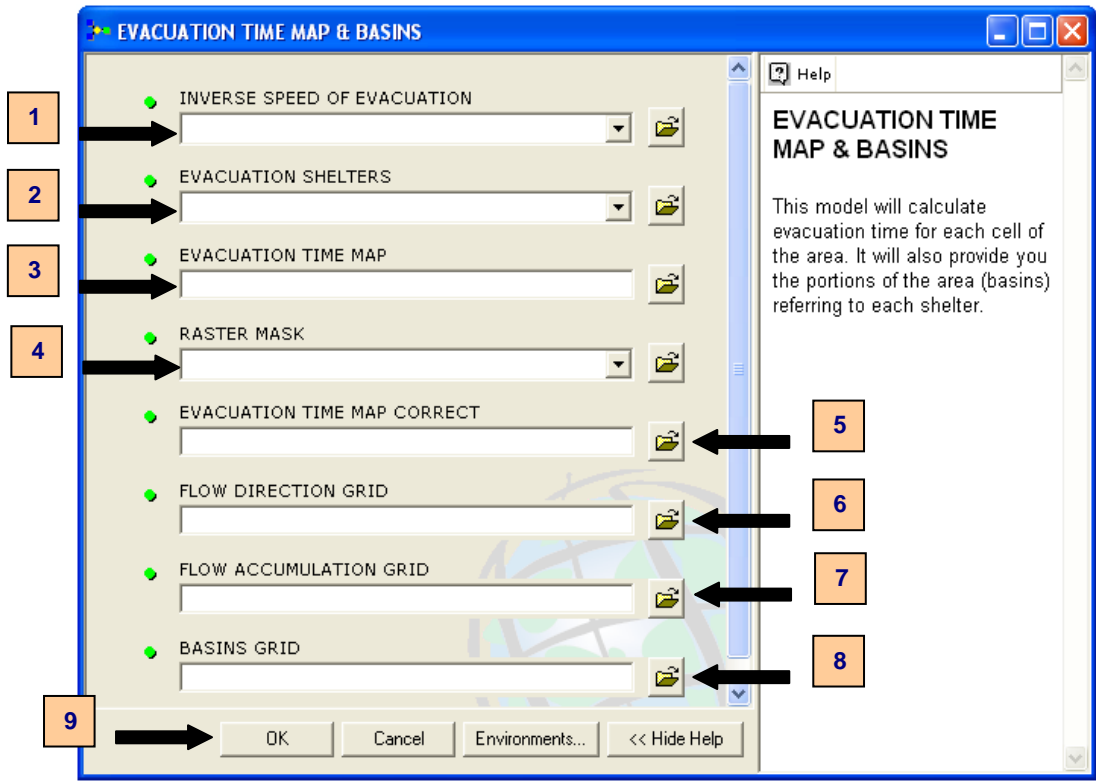 EVACUATION TIME MAP & BASINS
1
INVERSE SPEED OF EVACUATION
2
EVACUATION SHELTERS
3
EVACUATION TIME MAP
4
RASTER MASK
EVACUATION TIME MAP CORRECT
5
FLOW DIRECTION GRID
6
FLOW ACCUMULATION GRID
7
BASINS GRID
8
9
OK
Cancel
Environments...
<< Hide Help
Help
EVACUATION TIME
MAP & BASINS
This model will calculate
evacuation time for each cell of
the area. It will also provide you
the portions of the area (basins)
referring to each shelter.